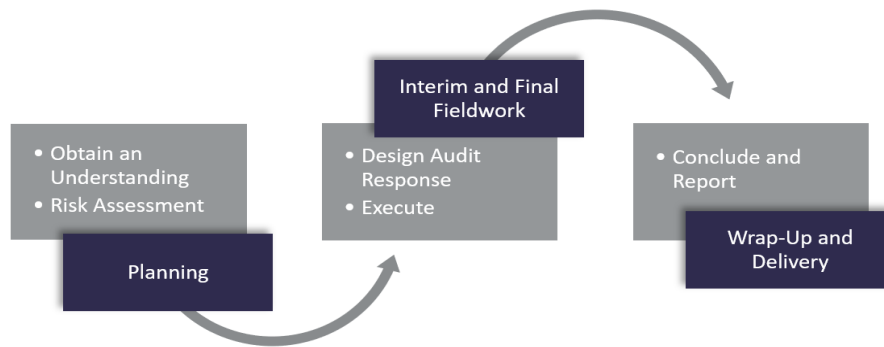 • Obtain an
Understanding
• Risk Assessment
Planning
Interim and Final
Fieldwork
• Design Audit
Response
• Execute
• Conclude and
Report
Wrap-Up and
Delivery